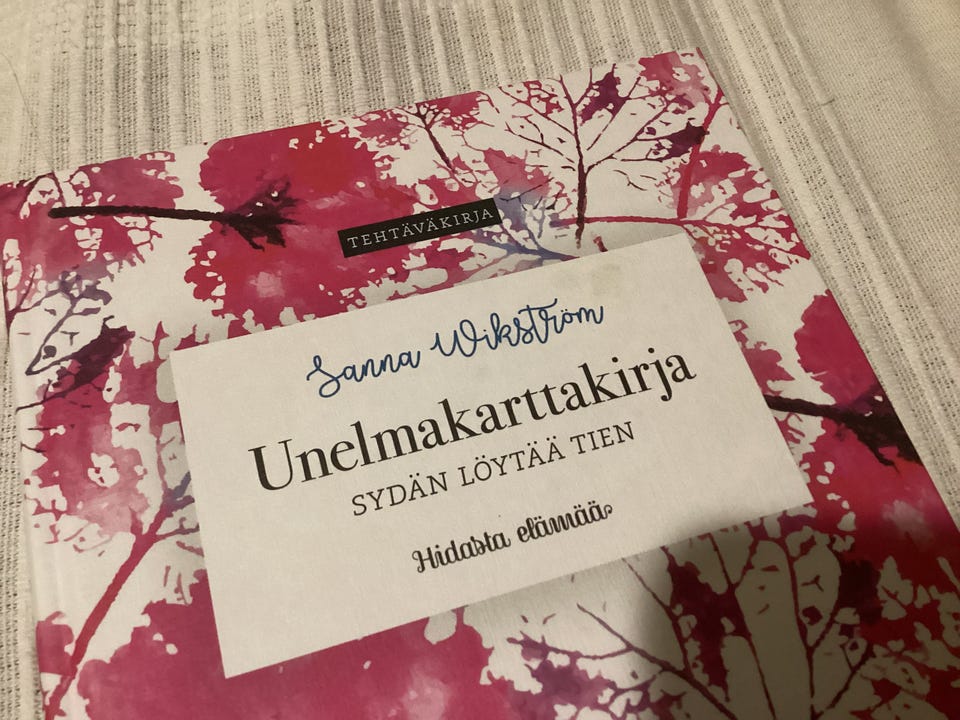 TEHTÄVÄKIRJA
Sanna Wikström
Unelmakarttakirja
SYDÄN LÖYTÄÄ TIEN
Hidasta elämää